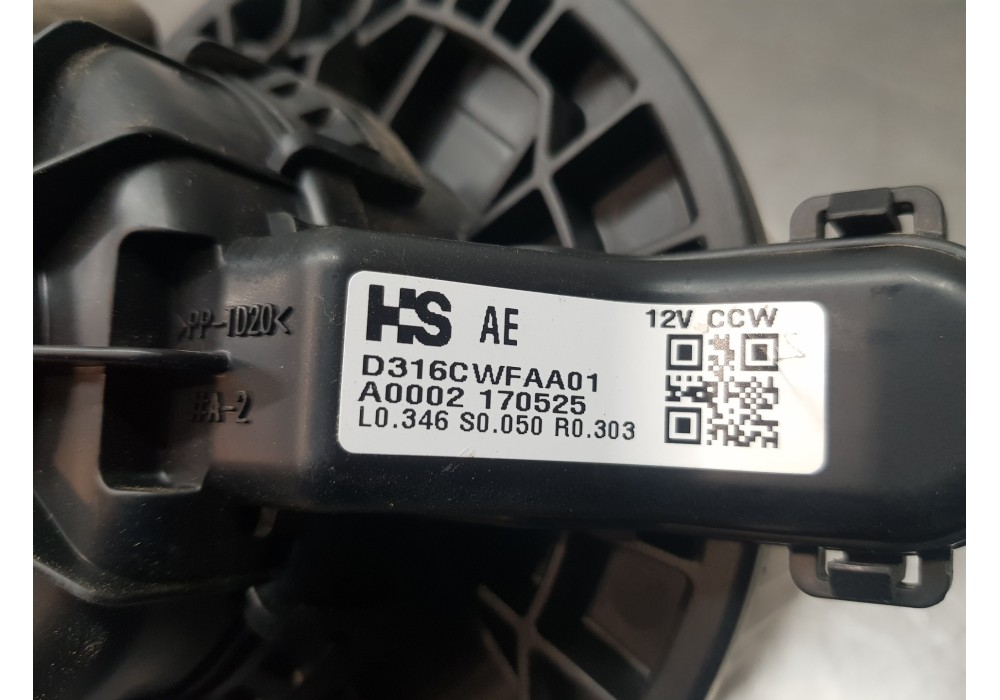 HS AE
12V CCW
D316CWFAA01
A0002 170525
L0.346 S0.050 R0.303
>PP-TD20<
#A-2